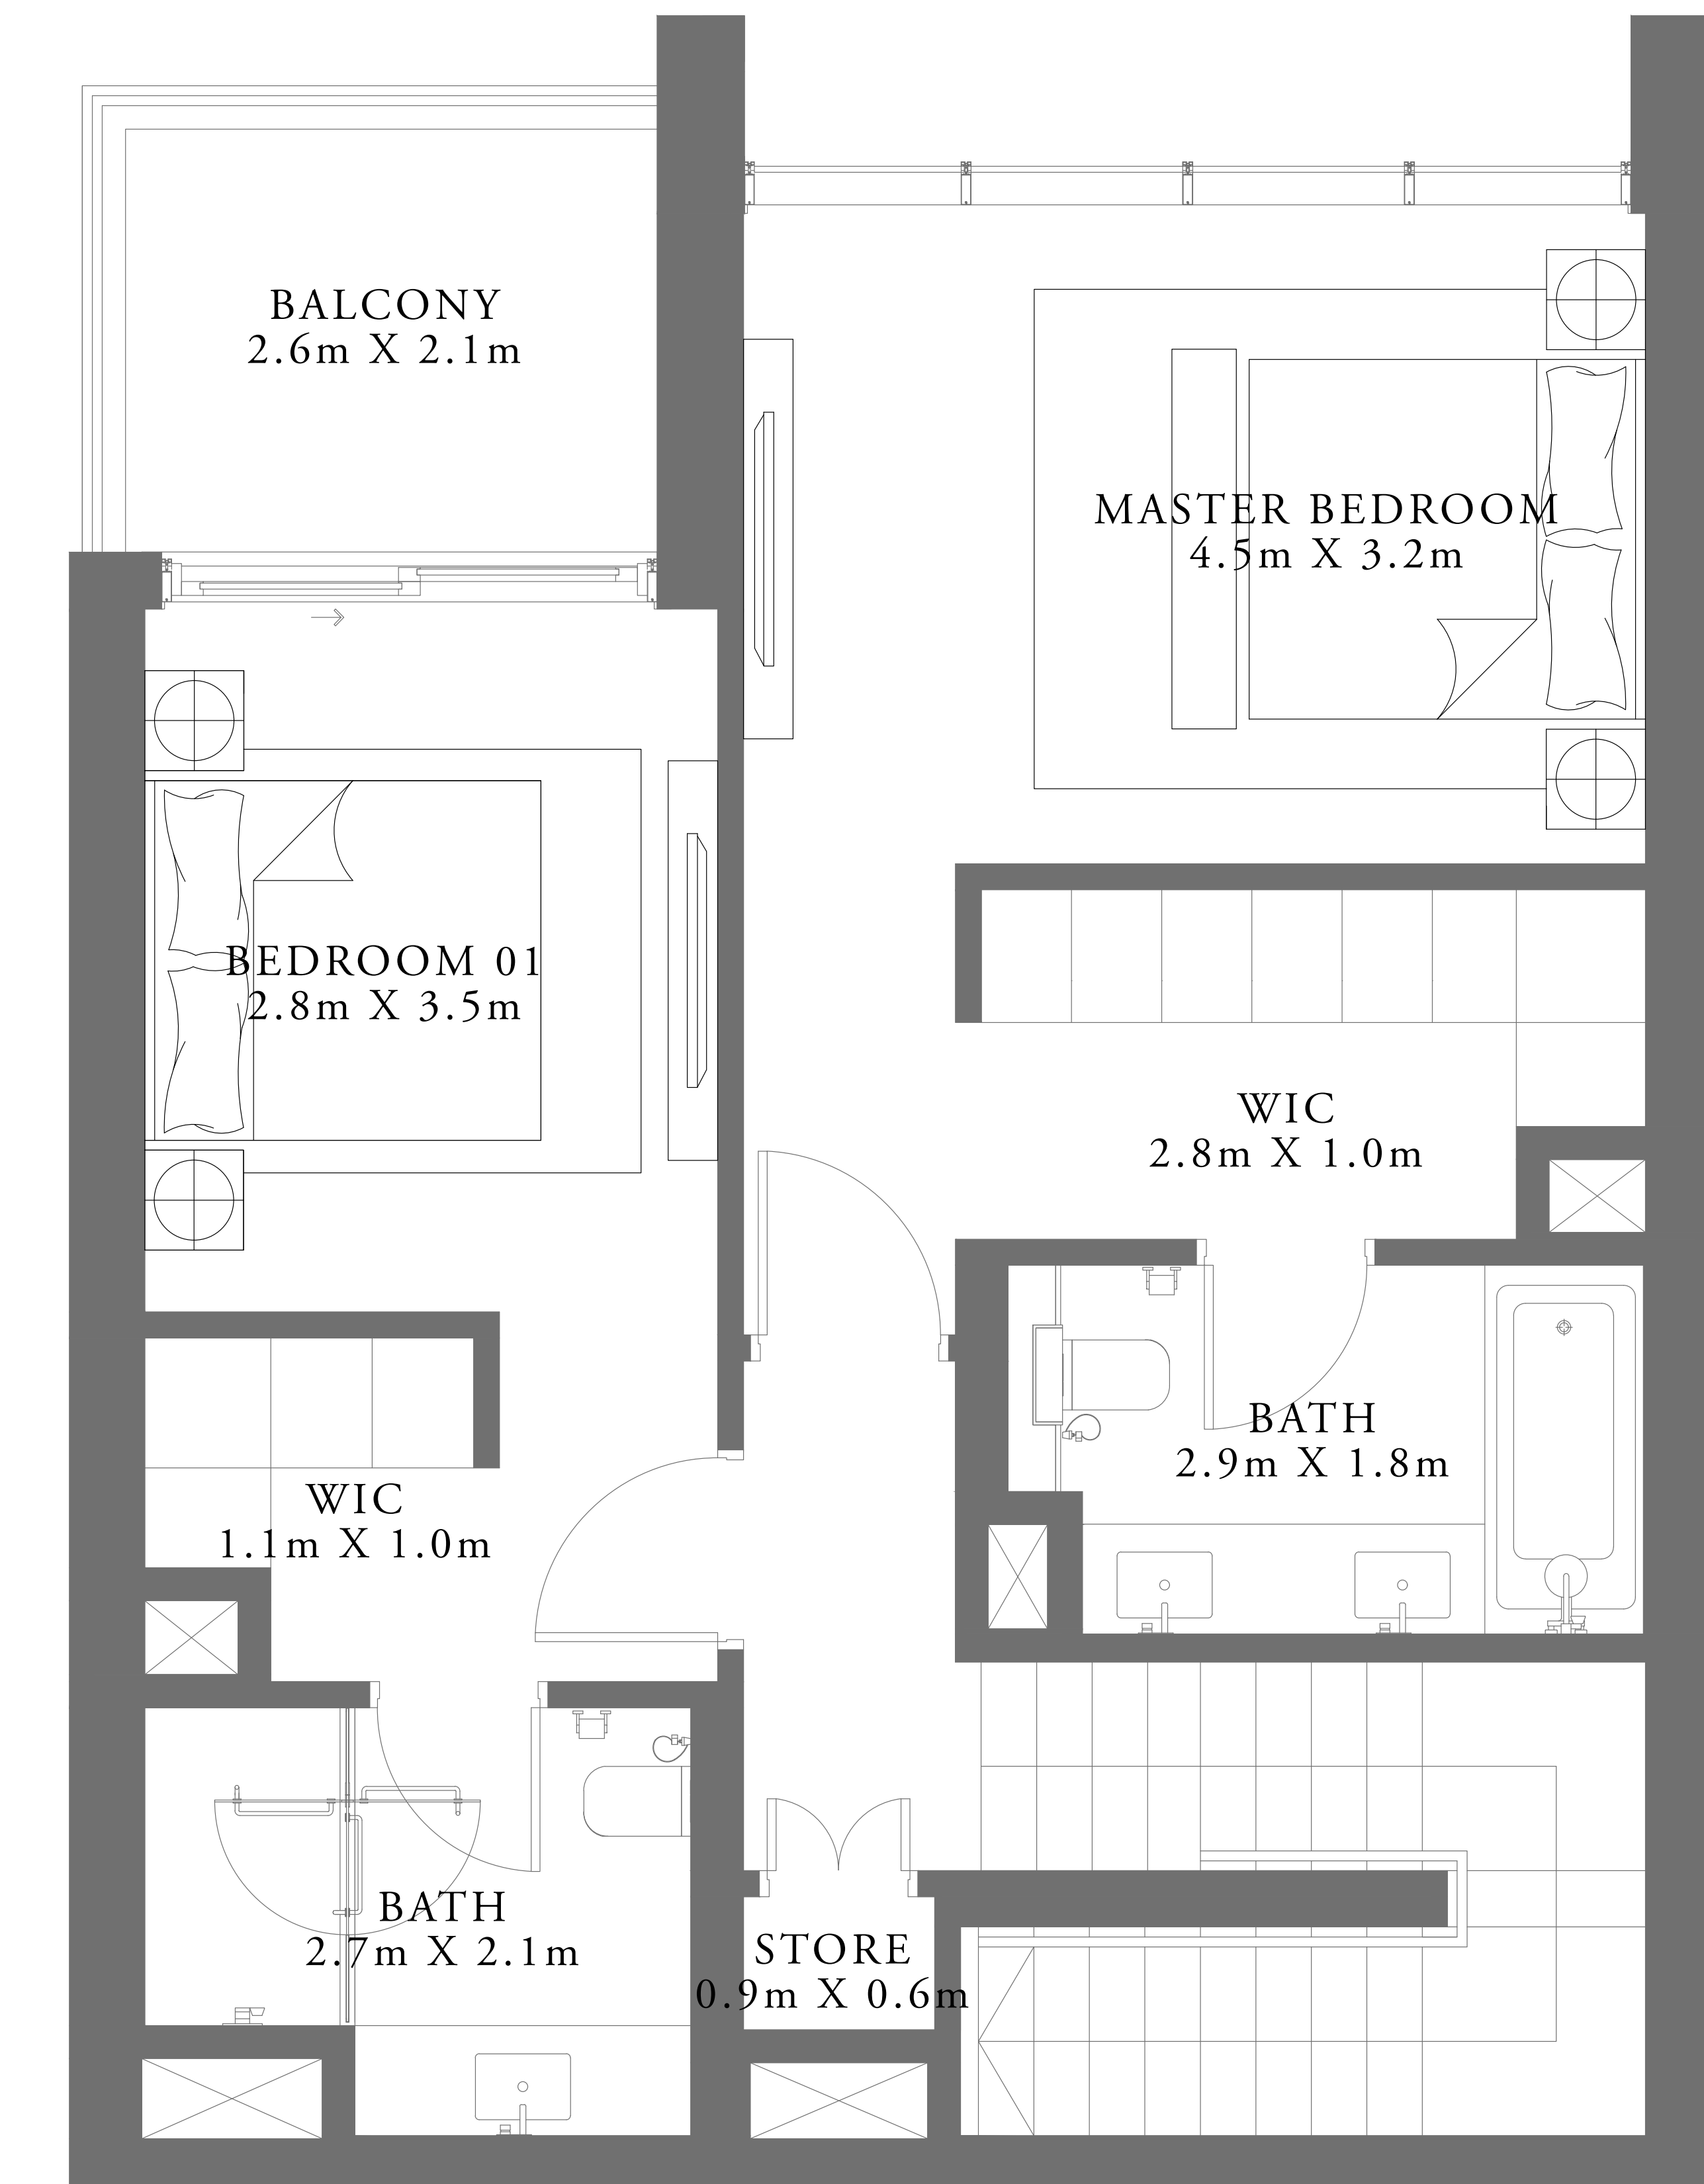 BALCONY
2.6m X 2.1m
MASTER BEDROOM
4.5m X 3.2m
BEDROOM 01
2.8m X 3.5m
WIC
2.8m X 1.0m
BATH
2.9m X 1.8m
WIC
1.1m X 1.0m
BATH
2.7m X 2.1m
STORE
0.9m X 0.6m